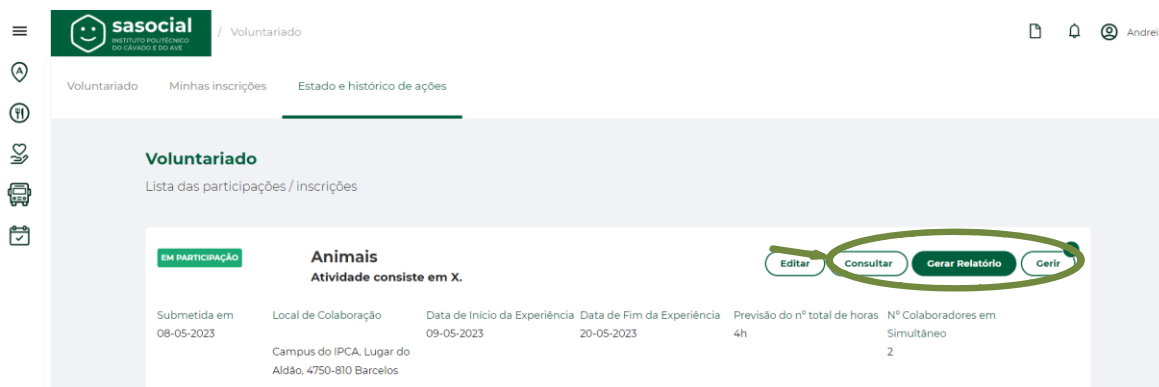 sasocial
INSTITUTO POLITÉCNICO
DO CÁVADO E DO AVE
/ Voluntariado
Andrei
A
Voluntariado
Minhas inscrições
Estado e histórico de ações
Voluntariado
Lista das participações / inscrições
EM PARTICIPAÇÃO
Animais
Atividade consiste em X.
Editar
Consultar
Gerar Relatório
Gerir
Submetida em
08-05-2023
Local de Colaboração
Campus do IPCA, Lugar do
Aldão, 4750-810 Barcelos
Data de Início da Experiência
09-05-2023
Data de Fim da Experiência
20-05-2023
Previsão do nº total de horas
4h
Nº Colaboradores em
Simultâneo
2